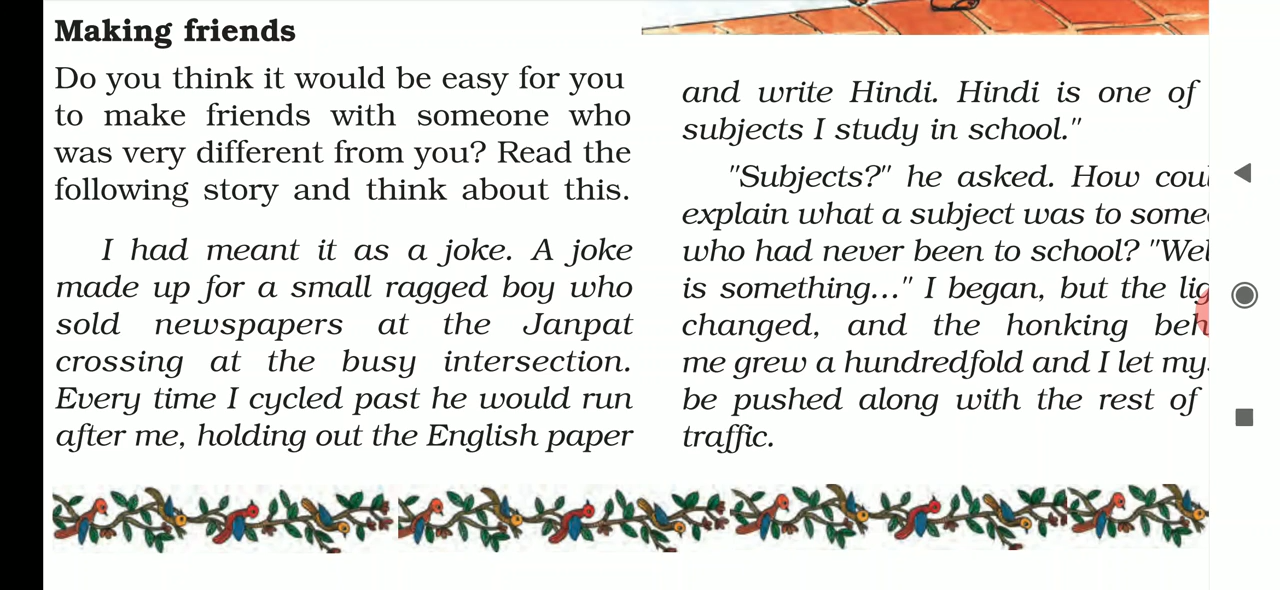 Making friends
Do you think it would be easy for you
to make friends with someone who
was very different from you? Read the
following story and think about this.
I had meant it as a joke. A joke
made up for a small ragged boy who
sold newspapers at the Janpat
crossing at the busy intersection.
Every time I cycled past he would run
after me, holding out the English paper
and write Hindi. Hindi is one of
subjects I study in school."
"Subjects?" he asked. How
explain what a subject was to
who had never been to school?
is something..." I began, but the
changed, and the honking
me grew a hundredfold and I let
be pushed along with the rest of
traffic.